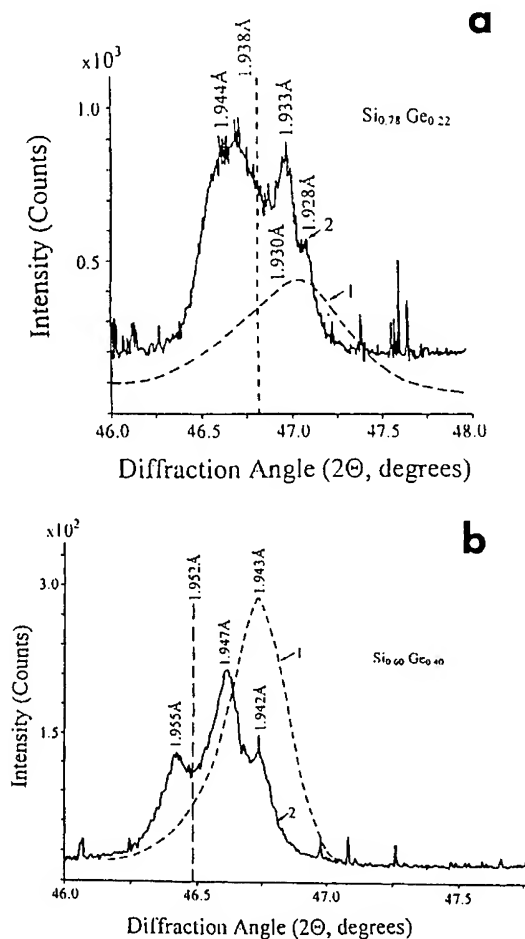 a
x10³
1.944Å
1.938Å
1.933Å
1.928Å
1.930Å
Si0.78 Ge0.22
1.0
0.5
2
1
Intensity (Counts)
46.0 46.5 47.0 47.5 48.0
Diffraction Angle (2Θ, degrees)
b
x10²
1.952Å
1.943Å
1.947Å
1.955Å
1.942Å
Si0.60 Ge0.40
3.0
1.5
1
2
Intensity (Counts)
46.0 46.5 47.0 47.5
Diffraction Angle (2Θ, degrees)